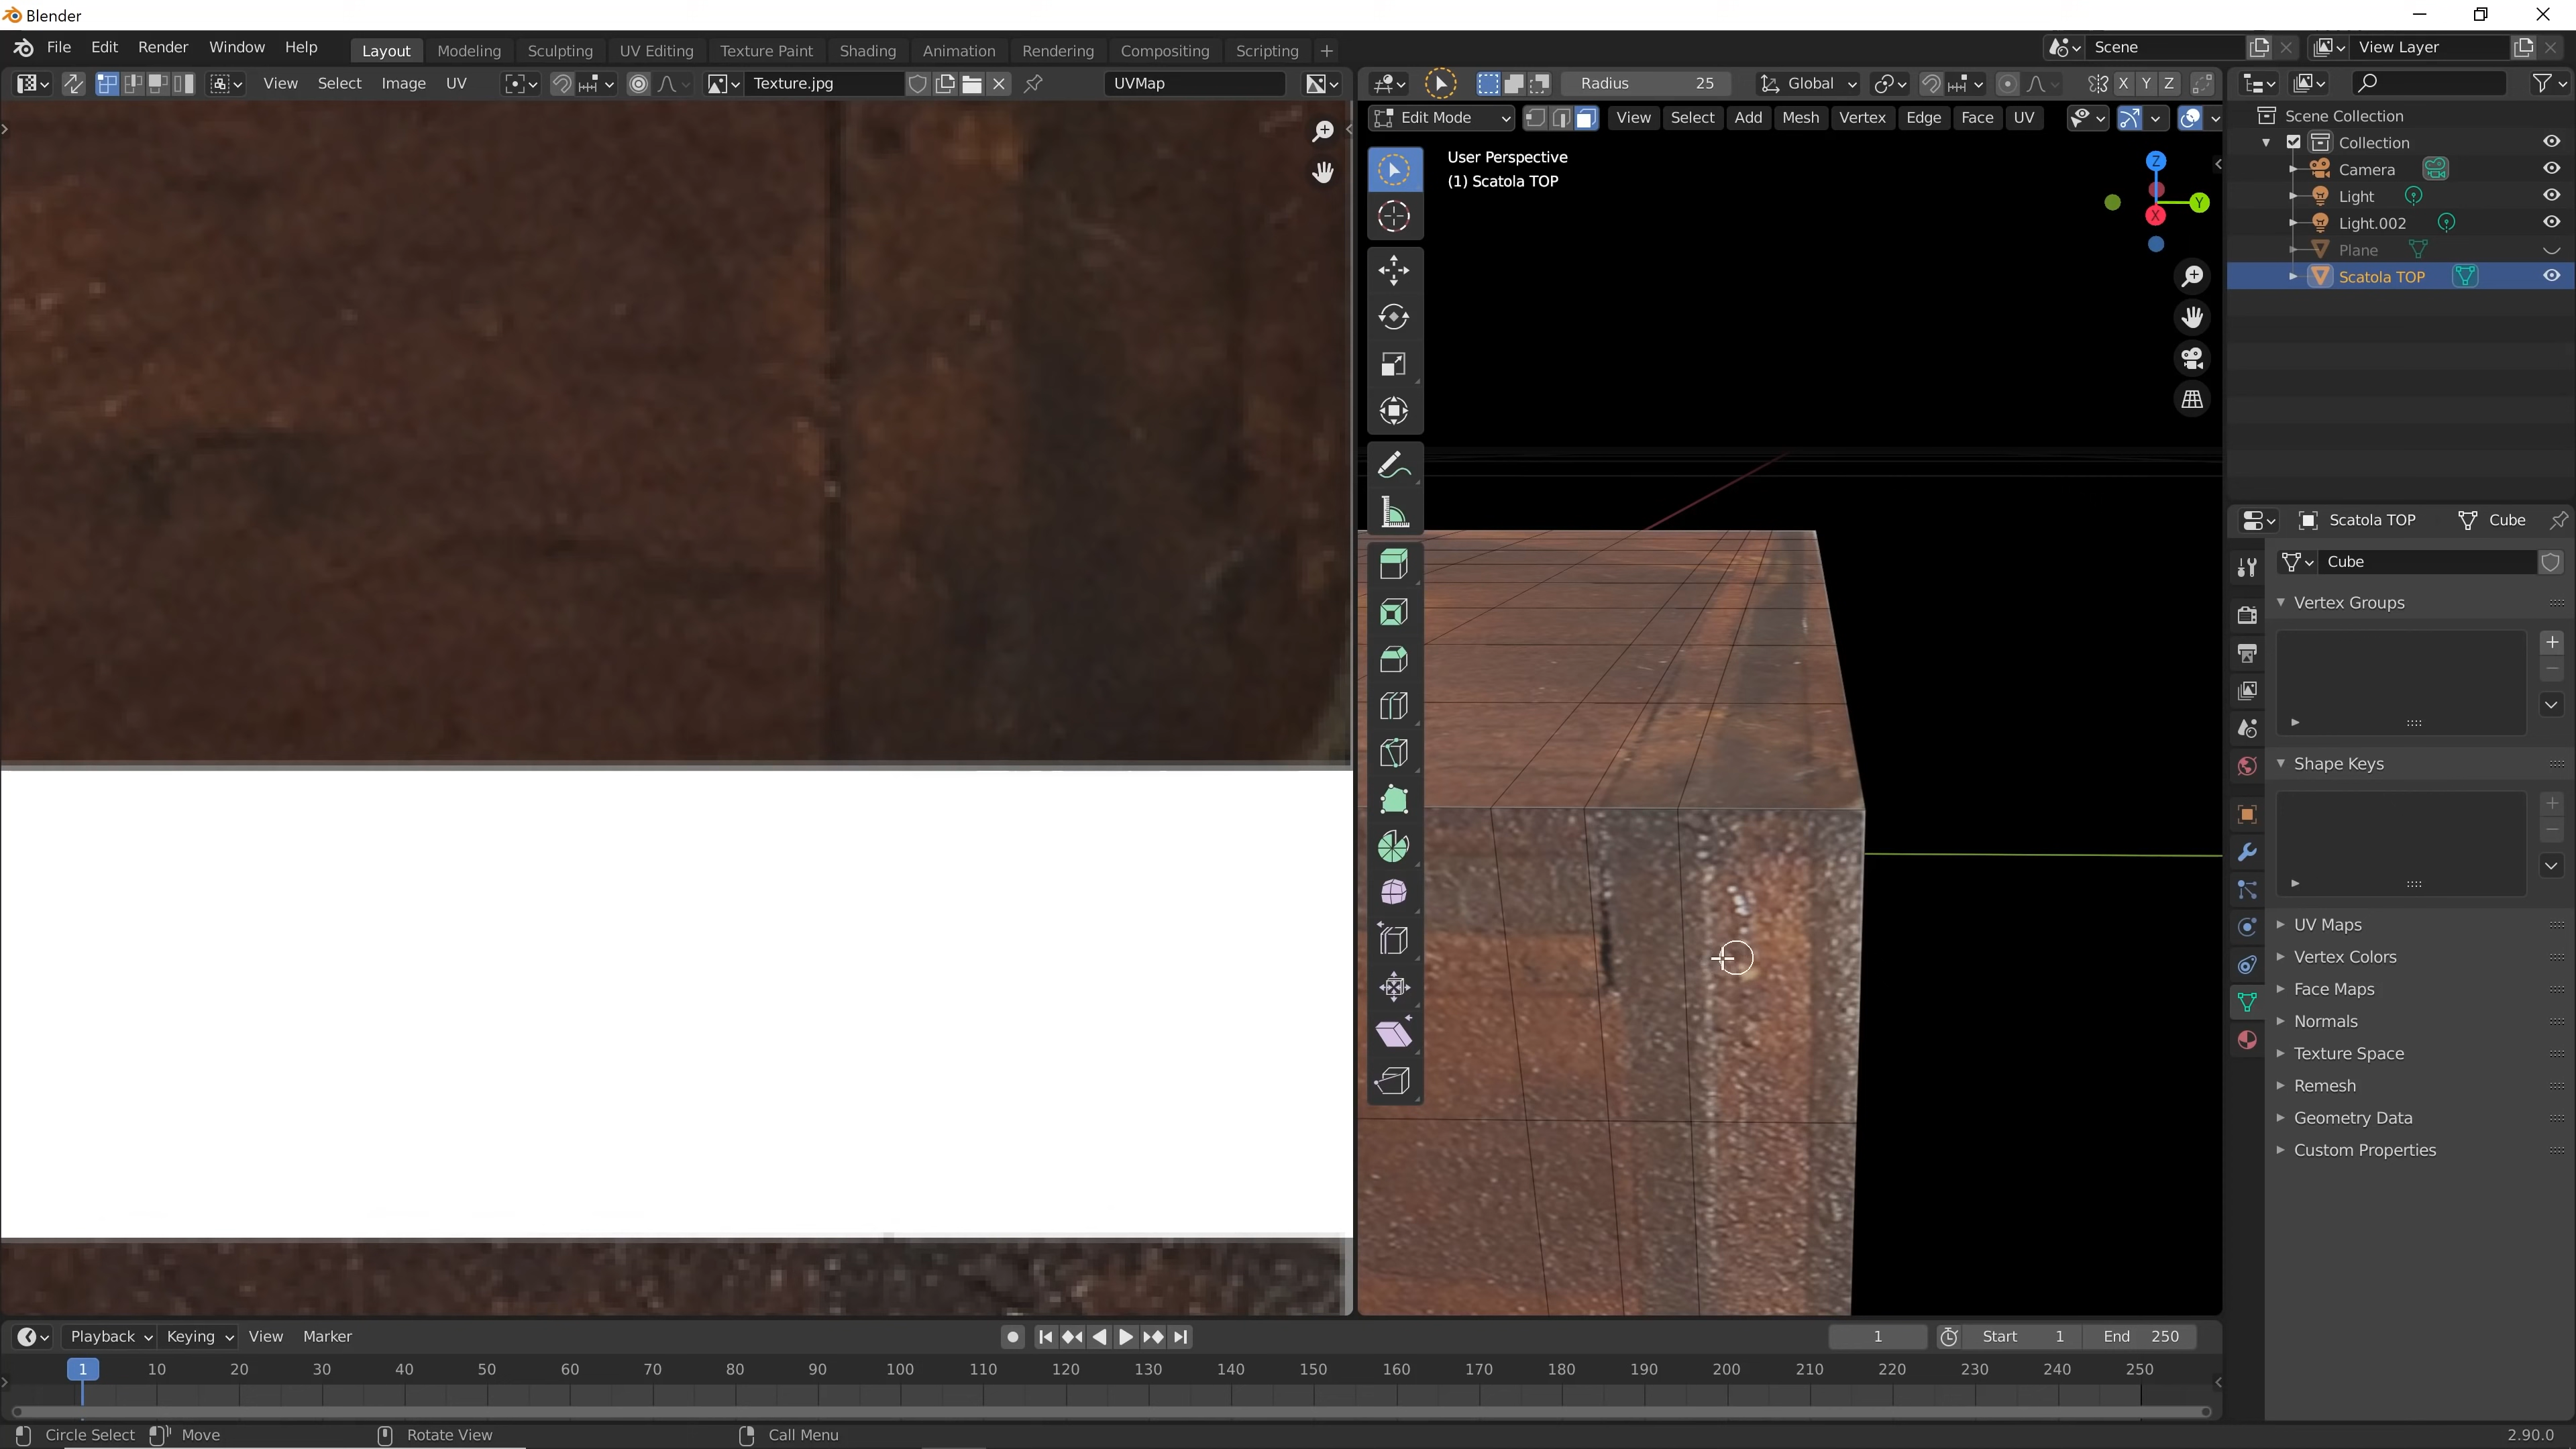 Blender
File Edit Render Window Help Layout Modeling Sculpting UV Editing Texture Paint Shading Animation Rendering Compositing Scripting + Scene View Layer
View Select Image UV Texture.jpg UVMap Radius 25 Global X Y Z
Edit Mode View Select Add Mesh Vertex Edge Face UV
User Perspective
(1) Scatola TOP
Z
Y
X
Scene Collection
Collection
Camera
Light
Light.002
Plane
Scatola TOP
Scatola TOP Cube
Cube
Vertex Groups
Shape Keys
UV Maps
Vertex Colors
Face Maps
Normals
Texture Space
Remesh
Geometry Data
Custom Properties
Playback Keying View Marker 1 Start 1 End 250
1 10 20 30 40 50 60 70 80 90 100 110 120 130 140 150 160 170 180 190 200 210 220 230 240 250
Circle Select Move Rotate View Call Menu 2.90.0